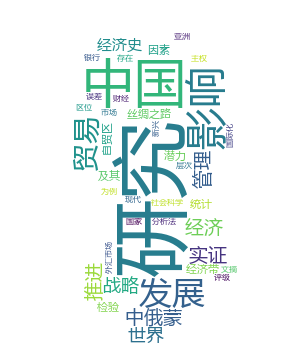 亚洲
经济史
因素
银行
存在
主权
中国
影响
误差
财经
区位
市场
丝绸之路
贸易
自贸区
国际化
研究
潜力
层次
管理
及其
为例
现代
社会科学
统计
国家
分析法
经济
实证
外汇市场
推进
经济带
文摘
战略
评级
发展
检验
中俄蒙
世界